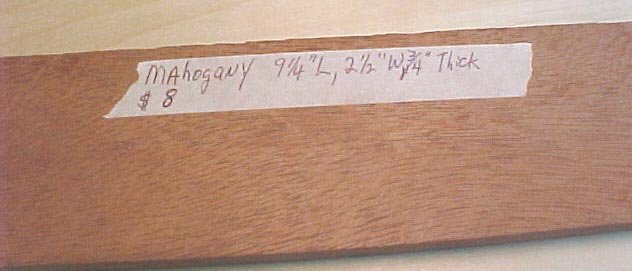 MAhogANY 9¼"L, 2½"W, ¾" Thick
$ 8